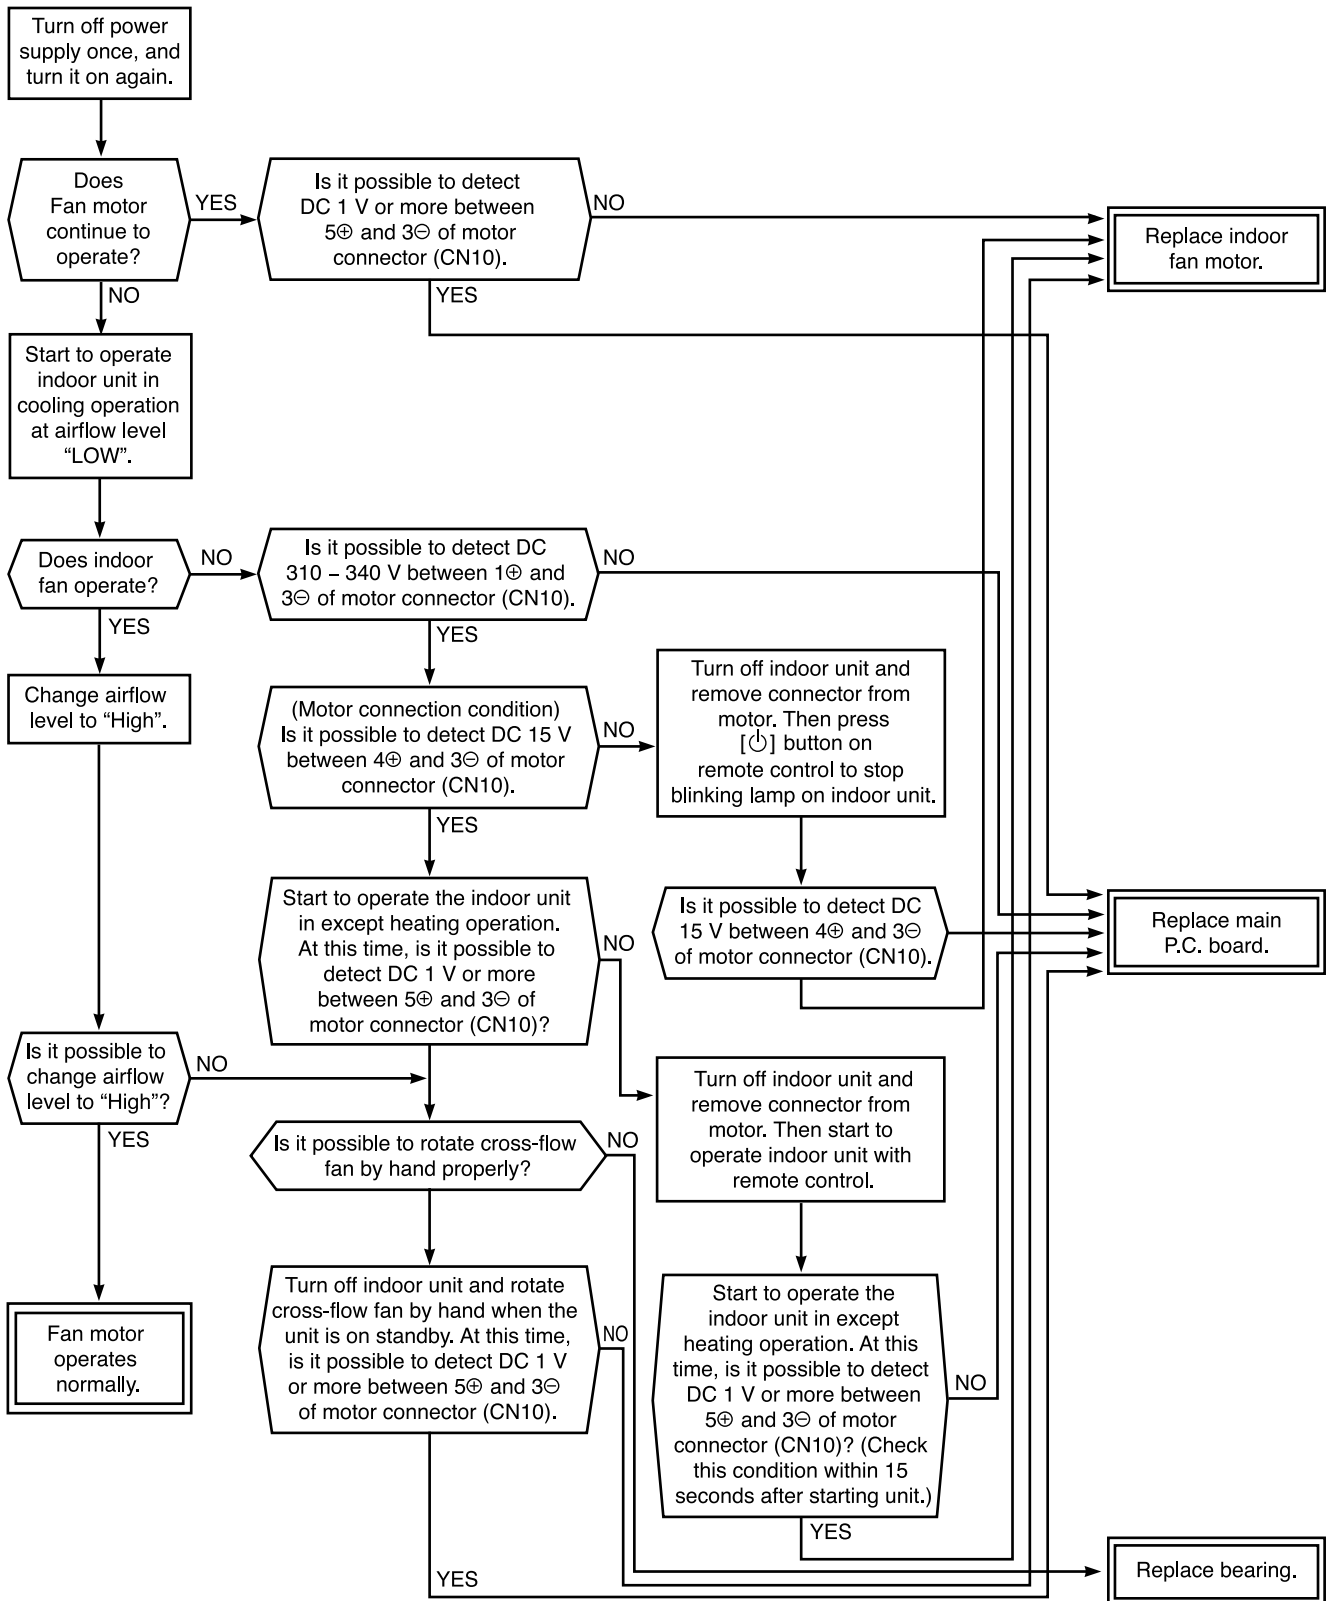 Turn off power
supply once, and
turn it on again.
Does
Fan motor
continue to
operate?
YES
Is it possible to detect
DC 1 V or more between
5⊕ and 3⊖ of motor
connector (CN10).
NO
Replace indoor
fan motor.
NO
YES
Start to operate
indoor unit in
cooling operation
at airflow level
“LOW”.
Does indoor
fan operate?
NO
Is it possible to detect DC
310 – 340 V between 1⊕ and
3⊖ of motor connector (CN10).
NO
YES
YES
Change airflow
level to “High”.
(Motor connection condition)
Is it possible to detect DC 15 V
between 4⊕ and 3⊖ of motor
connector (CN10).
NO
Turn off indoor unit and
remove connector from
motor. Then press
[⏻] button on
remote control to stop
blinking lamp on indoor unit.
YES
Start to operate the indoor unit
in except heating operation.
At this time, is it possible to
detect DC 1 V or more
between 5⊕ and 3⊖ of
motor connector (CN10)?
NO
Is it possible to detect DC
15 V between 4⊕ and 3⊖
of motor connector (CN10).
Replace main
P.C. board.
Is it possible to
change airflow
level to “High”?
NO
YES
Turn off indoor unit and
remove connector from
motor. Then start to
operate indoor unit with
remote control.
Is it possible to rotate cross-flow
fan by hand properly?
NO
Turn off indoor unit and rotate
cross-flow fan by hand when the
unit is on standby. At this time,
is it possible to detect DC 1 V
or more between 5⊕ and 3⊖
of motor connector (CN10).
NO
Start to operate the
indoor unit in except
heating operation. At this
time, is it possible to detect
DC 1 V or more between
5⊕ and 3⊖ of motor
connector (CN10)? (Check
this condition within 15
seconds after starting unit.)
NO
Fan motor
operates
normally.
YES
YES
Replace bearing.